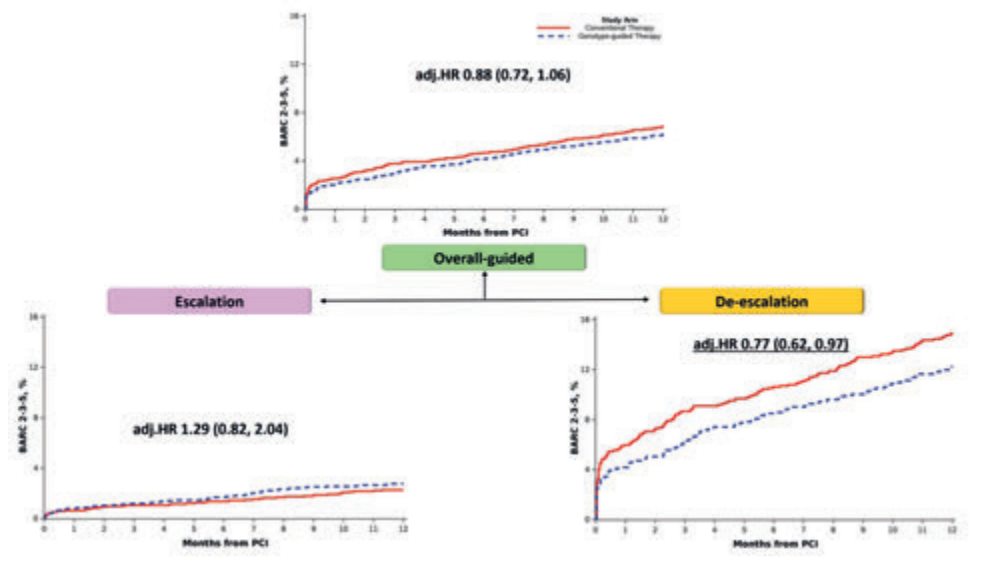 16
12
8
4
0
BARC 2-3-5, %
Study Arm
Conventional Therapy
Genotype-guided Therapy
adj.HR 0.88 (0.72, 1.06)
0 1 2 3 4 5 6 7 8 9 10 11 12
Months from PCI
Overall-guided
Escalation
De-escalation
16
12
8
4
0
BARC 2-3-5, %
adj.HR 1.29 (0.82, 2.04)
0 1 2 3 4 5 6 7 8 9 10 11 12
Months from PCI
16
12
8
4
0
BARC 2-3-5, %
adj.HR 0.77 (0.62, 0.97)
0 1 2 3 4 5 6 7 8 9 10 11 12
Months from PCI